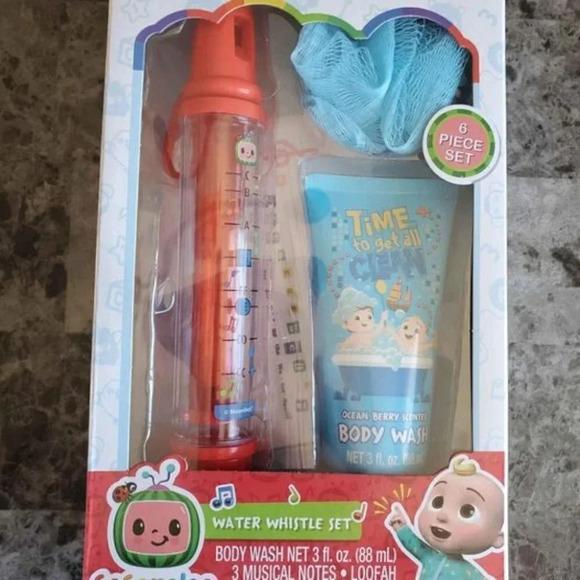 6
PIECE
SET
C
B
A
TIME
to get all
CLEAN
OCEAN BERRY SCENTED
BODY WASH
NET 3 fl. oz.
WATER WHISTLE SET
BODY WASH NET 3 fl. oz. (88 mL)
3 MUSICAL NOTES • LOOFAH